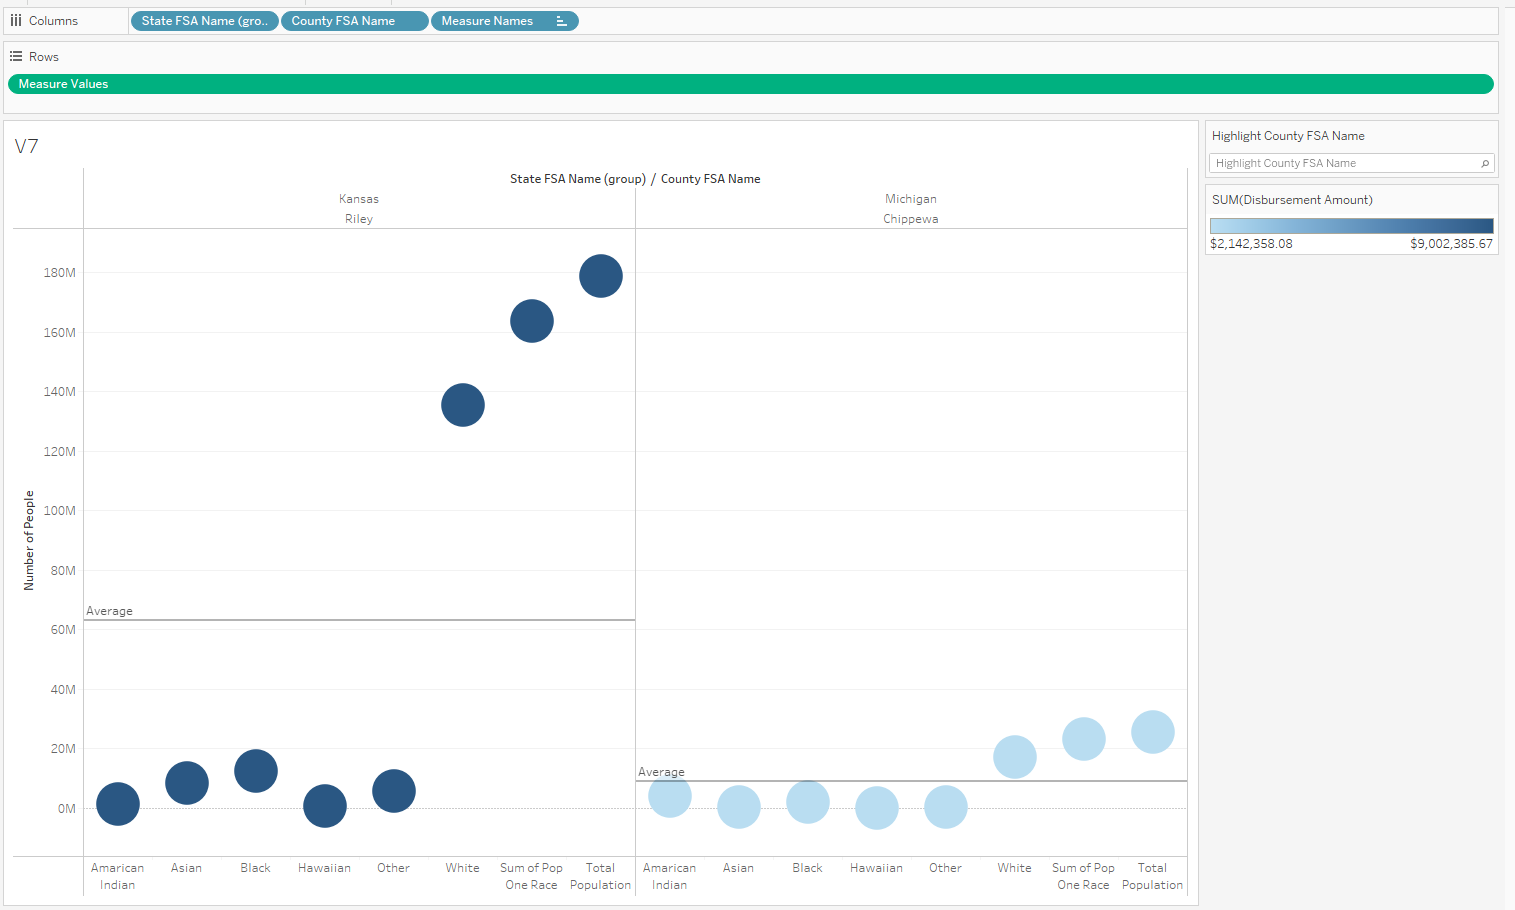 Columns
State FSA Name (gro..
County FSA Name
Measure Names
Rows
Measure Values
V7
State FSA Name (group) / County FSA Name
Kansas
Michigan
Riley
Chippewa
Number of People
180M
160M
140M
120M
100M
80M
60M
40M
20M
0M
Average
Average
Amarican Indian
Asian
Black
Hawaiian
Other
White
Sum of Pop One Race
Total Population
Amarican Indian
Asian
Black
Hawaiian
Other
White
Sum of Pop One Race
Total Population
Highlight County FSA Name
Highlight County FSA Name
SUM(Disbursement Amount)
$2,142,358.08
$9,002,385.67